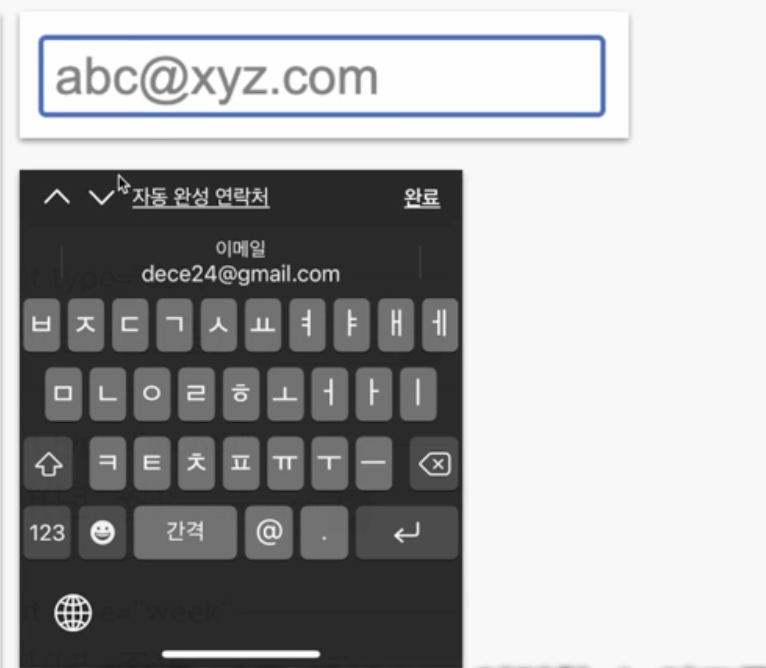 abc@xyz.com
자동 완성 연락처 완료
이메일
dece24@gmail.com
ㅂ ㅈ ㄷ ㄱ ㅅ ㅛ ㅕ ㅑ ㅐ ㅔ
ㅁ ㄴ ㅇ ㄹ ㅎ ㅗ ㅓ ㅏ ㅣ
ㅋ ㅌ ㅊ ㅍ ㅠ ㅜ ㅡ
123 간격 @ .